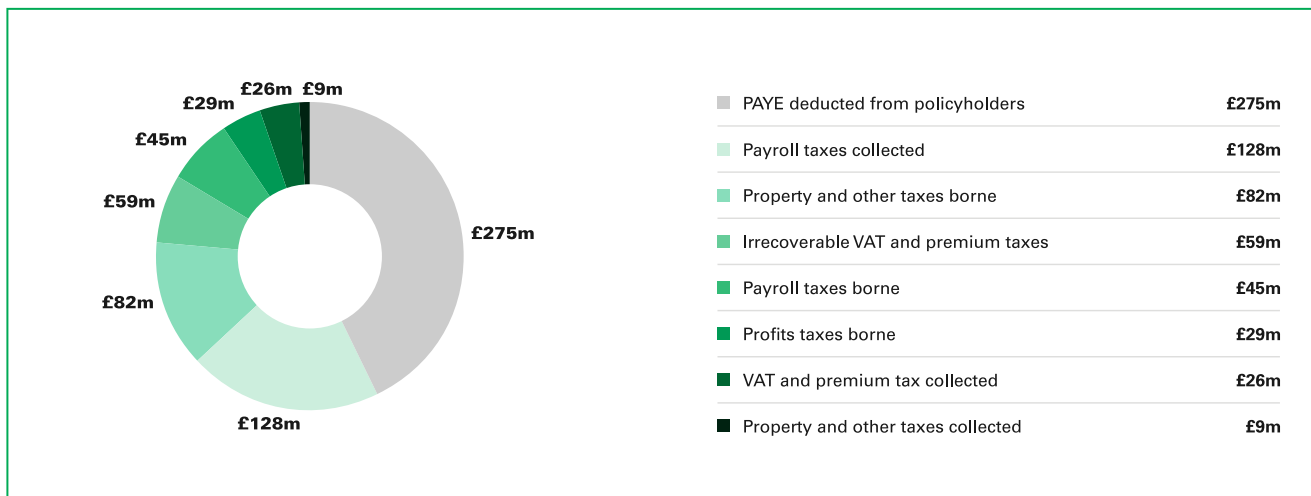 £26m £9m
£29m
£45m
£59m
£82m
£128m
£275m
PAYE deducted from policyholders £275m
Payroll taxes collected £128m
Property and other taxes borne £82m
Irrecoverable VAT and premium taxes £59m
Payroll taxes borne £45m
Profits taxes borne £29m
VAT and premium tax collected £26m
Property and other taxes collected £9m